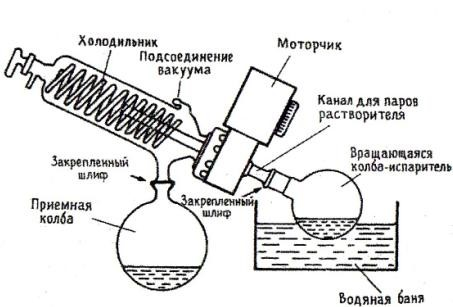 Холодильник
Подсоединение
вакуума
Моторчик
Канал для паров
растворителя
Вращающаяся
колба-испаритель
Закрепленный
шлиф
Приемная
колба
Закрепленный
шлиф
Водяная баня